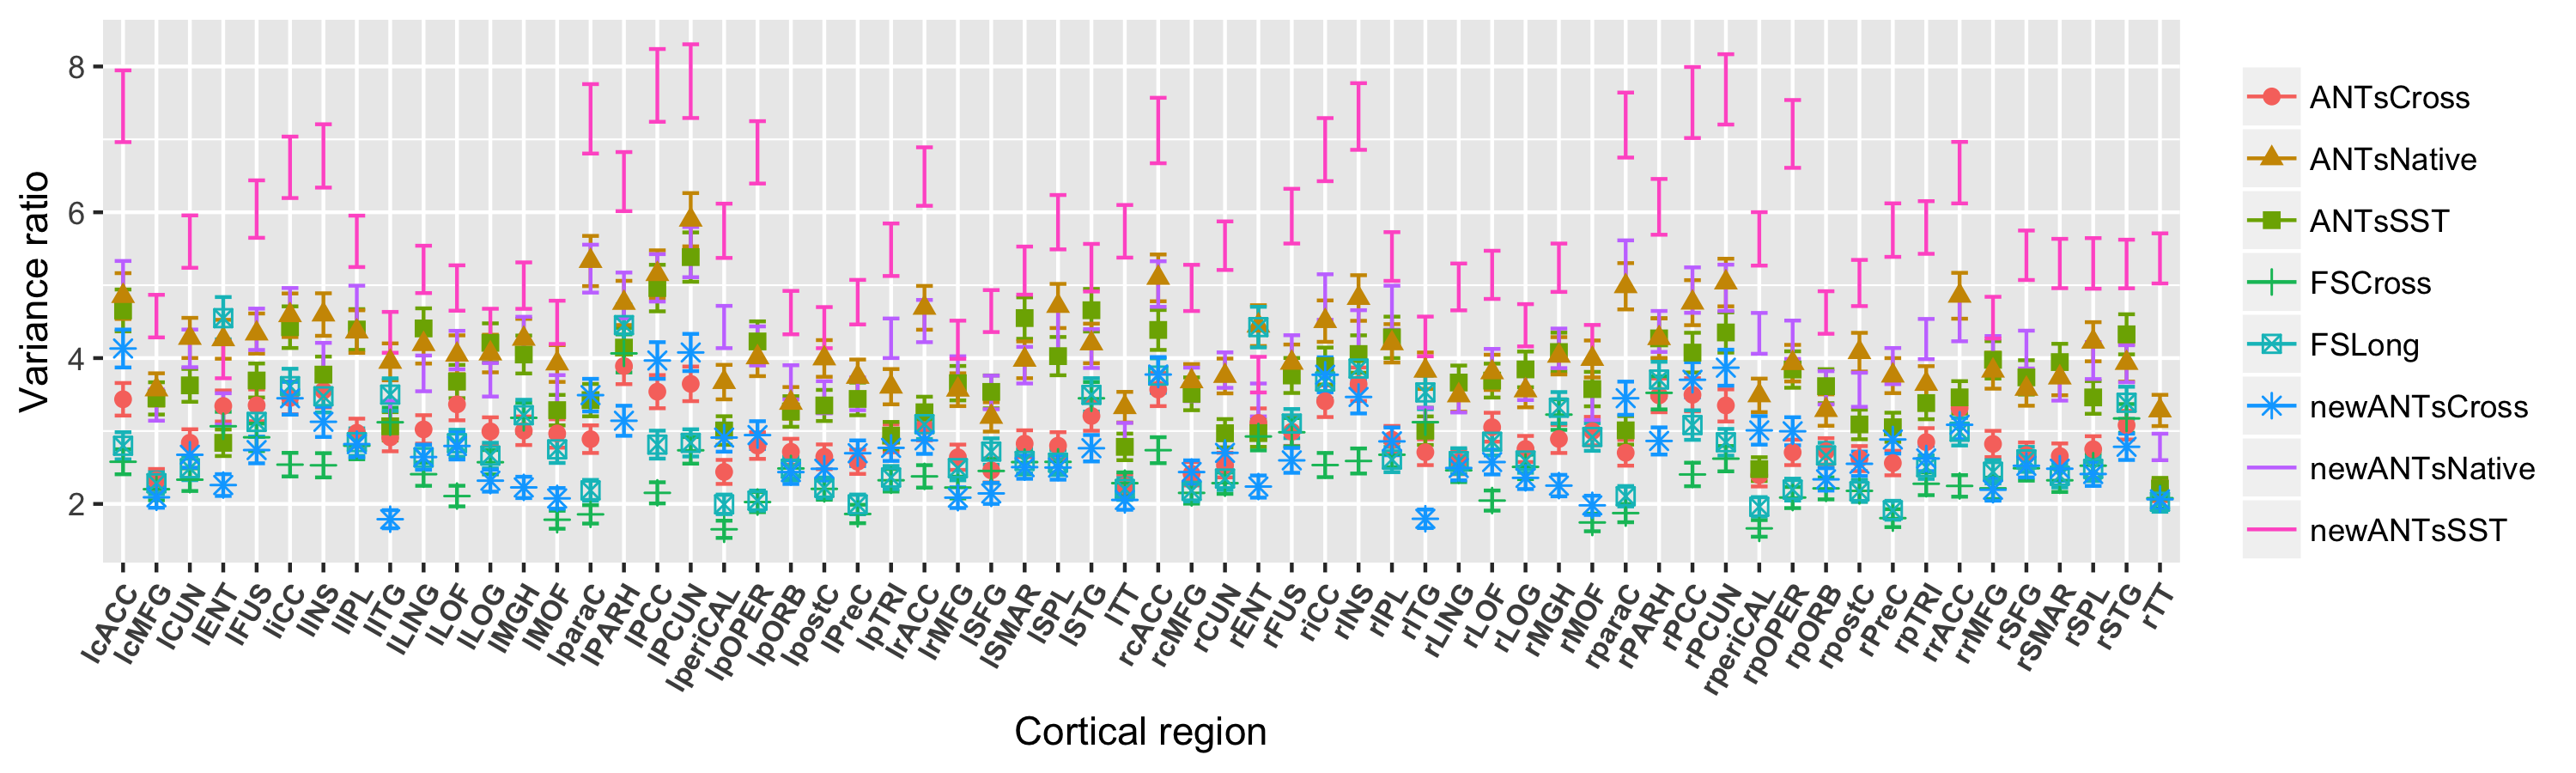 Variance ratio
8
6
4
2
lcACC
lcMFG
lCUN
lENT
lFUS
liCC
lINS
lIPL
lITG
lLING
lLOF
lLOG
lMGH
lMOF
lparaC
lPARH
lPCC
lPCUN
lperiCAL
lpOPER
lpORB
lpostC
lPreC
lpTRI
lrACC
lrMFG
lSFG
lSMAR
lSPL
lSTG
lTT
rcACC
rcMFG
rCUN
rENT
rFUS
riCC
rINS
rIPL
rITG
rLING
rLOF
rLOG
rMGH
rMOF
rparaC
rPARH
rPCC
rPCUN
rperiCAL
rpOPER
rpORB
rpostC
rPreC
rpTRI
rrACC
rrMFG
rSFG
rSMAR
rSPL
rSTG
rTT
Cortical region
ANTsCross
ANTsNative
ANTsSST
FSCross
FSLong
newANTsCross
newANTsNative
newANTsSST